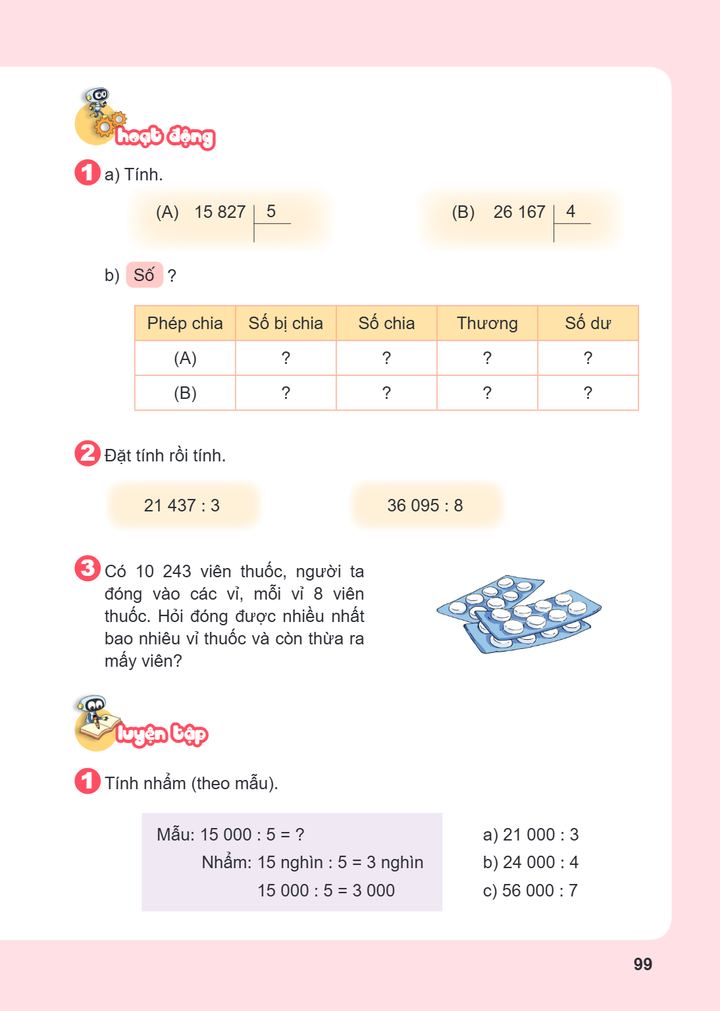 hoạt động
1 a) Tính.
(A) 15 827 5
(B) 26 167 4
b) Số ?
Phép chia Số bị chia Số chia Thương Số dư
(A) ? ? ? ?
(B) ? ? ? ?
2 Đặt tính rồi tính.
21 437 : 3
36 095 : 8
3 Có 10 243 viên thuốc, người ta
đóng vào các vỉ, mỗi vỉ 8 viên
thuốc. Hỏi đóng được nhiều nhất
bao nhiêu vỉ thuốc và còn thừa ra
mấy viên?
luyện tập
1 Tính nhẩm (theo mẫu).
Mẫu: 15 000 : 5 = ?
Nhẩm: 15 nghìn : 5 = 3 nghìn
15 000 : 5 = 3 000
a) 21 000 : 3
b) 24 000 : 4
c) 56 000 : 7
99